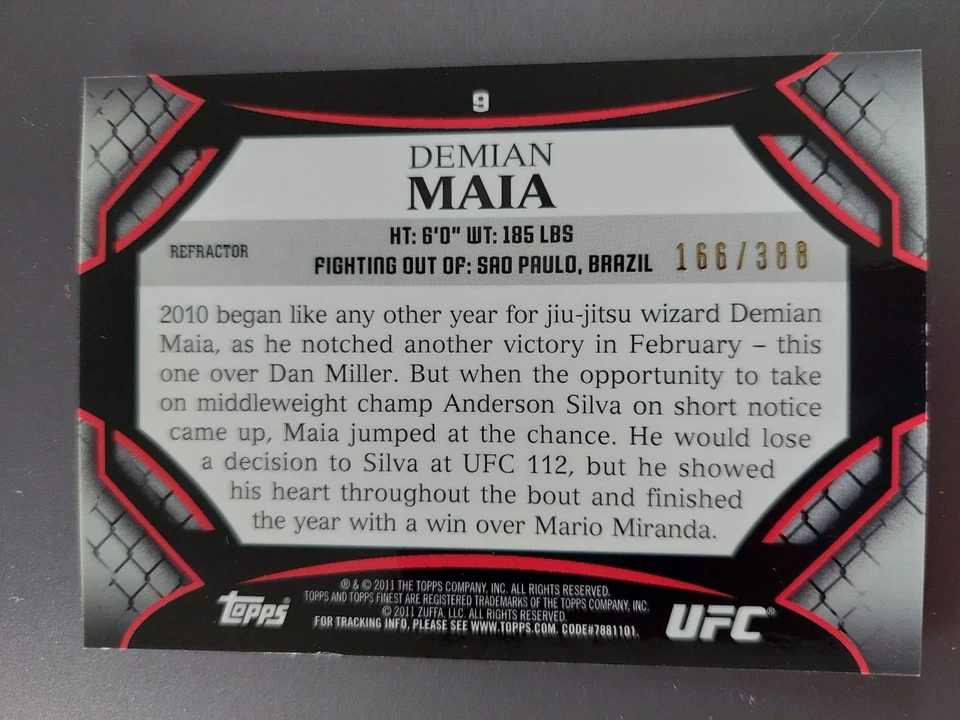 9
DEMIAN
MAIA
HT: 6'0" WT: 185 LBS
REFRACTOR
FIGHTING OUT OF: SAO PAULO, BRAZIL
166/388
2010 began like any other year for jiu-jitsu wizard Demian
Maia, as he notched another victory in February – this
one over Dan Miller. But when the opportunity to take
on middleweight champ Anderson Silva on short notice
came up, Maia jumped at the chance. He would lose
a decision to Silva at UFC 112, but he showed
his heart throughout the bout and finished
the year with a win over Mario Miranda.
® & © 2011 THE TOPPS COMPANY, INC. ALL RIGHTS RESERVED.
TOPPS AND TOPPS FINEST ARE REGISTERED TRADEMARKS OF THE TOPPS COMPANY, INC.
© 2011 ZUFFA, LLC. ALL RIGHTS RESERVED.
FOR TRACKING INFO, PLEASE SEE WWW.TOPPS.COM. CODE#7881101.
Topps®
UFC®